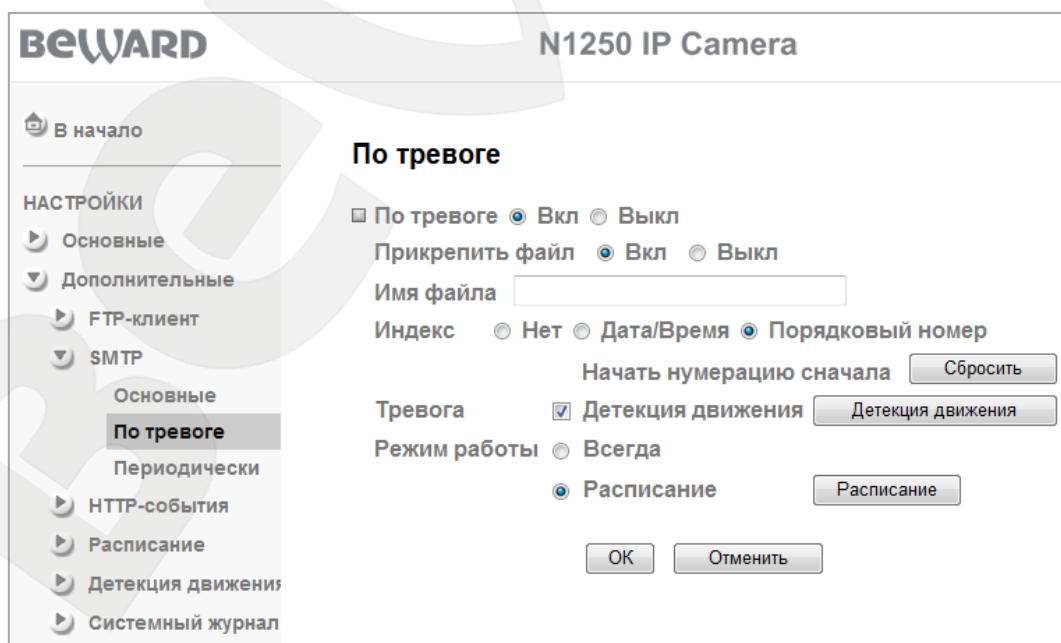 BEWARD
N1250 IP Camera
В начало
НАСТРОЙКИ
Основные
Дополнительные
FTP-клиент
SMTP
Основные
По тревоге
Периодически
HTTP-события
Расписание
Детекция движения
Системный журнал
По тревоге
По тревоге Вкл Выкл
Прикрепить файл Вкл Выкл
Имя файла
Индекс Нет Дата/Время Порядковый номер
Начать нумерацию сначала Сбросить
Тревога Детекция движения Детекция движения
Режим работы Всегда
Расписание Расписание
ОК Отменить